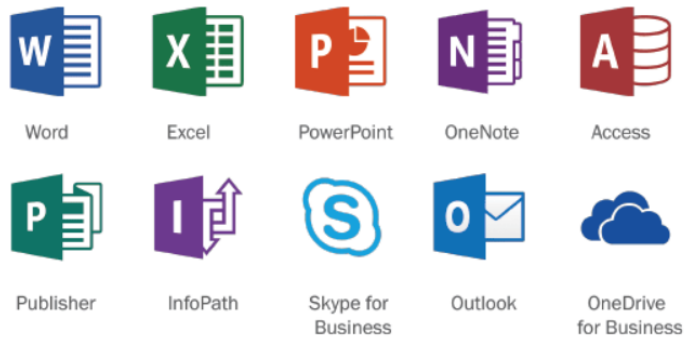 W X P N A
Word Excel PowerPoint OneNote Access
P I S O
Publisher InfoPath Skype for Outlook OneDrive
Business for Business